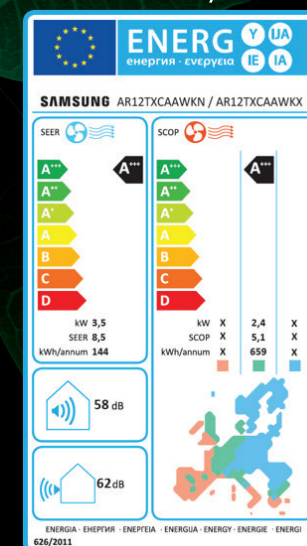 ENERG Y IJA
енергия · ενεργεια IE IA
SAMSUNG AR12TXCAAWKN / AR12TXCAAWKX
SEER SCOP
A+++ A+++ A+++ A+++
A++ A++
A+ A+
A A
B B
C C
D D
kW 3,5 kW X 2,4 X
SEER 8,5 SCOP X 5,1 X
kWh/annum 144 kWh/annum X 659 X
58 dB
62dB
ENERGIA · ЕНЕРГИЯ · ΕΝΕΡΓΕΙΑ · ENERGIJA · ENERGY · ENERGIE · ENERGI
626/2011